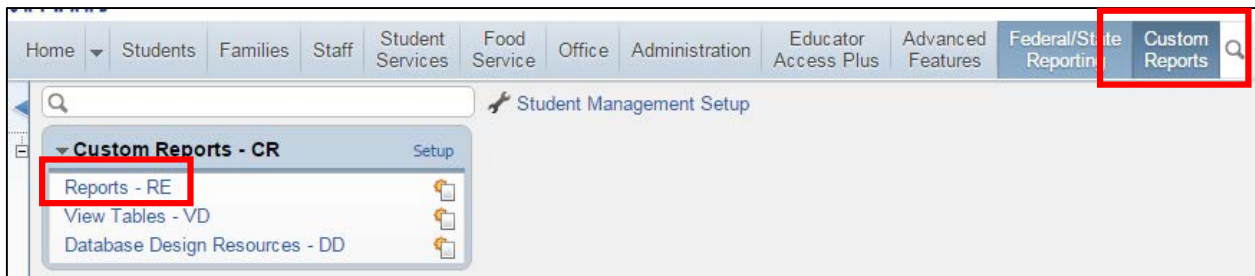 Home Students Families Staff Student Services Food Service Office Administration Educator Access Plus Advanced Features Federal/State Reporting Custom Reports
Student Management Setup
Custom Reports - CR Setup
Reports - RE
View Tables - VD
Database Design Resources - DD